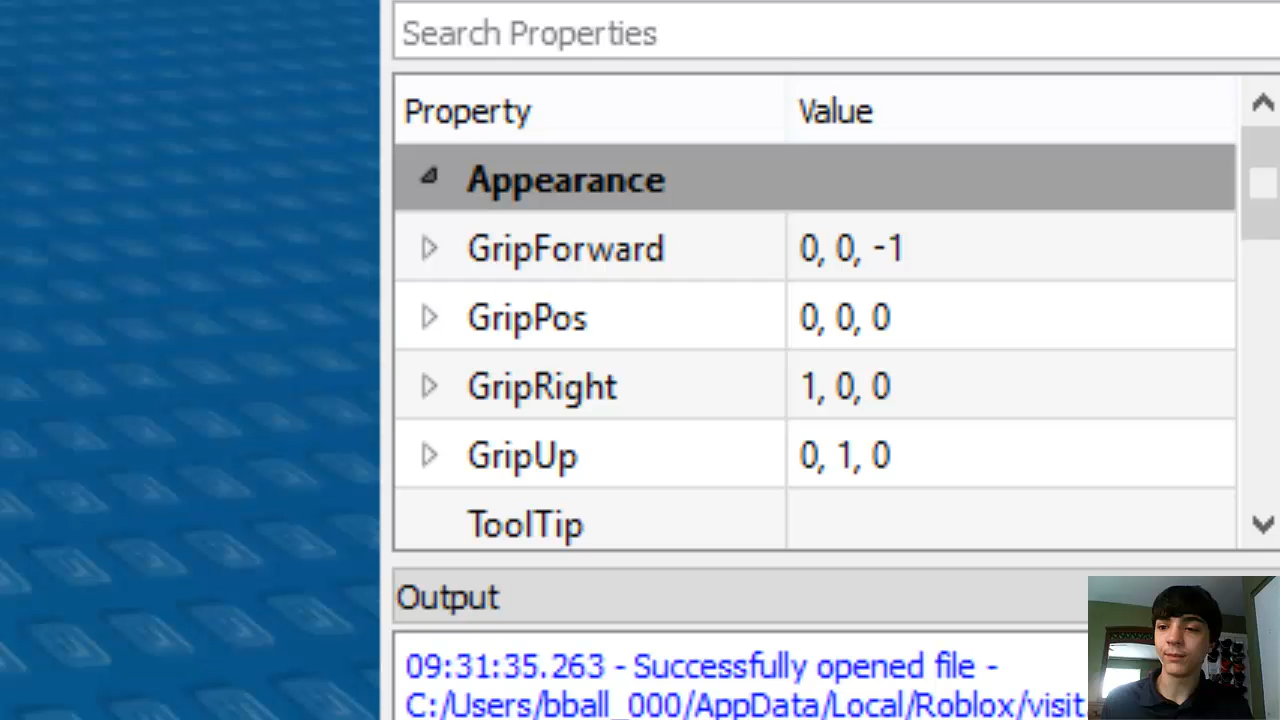 Search Properties
Property Value
Appearance
GripForward 0, 0, -1
GripPos 0, 0, 0
GripRight 1, 0, 0
GripUp 0, 1, 0
ToolTip
Output
09:31:35.263 - Successfully opened file -
C:/Users/bball_000/AppData/Local/Roblox/visit